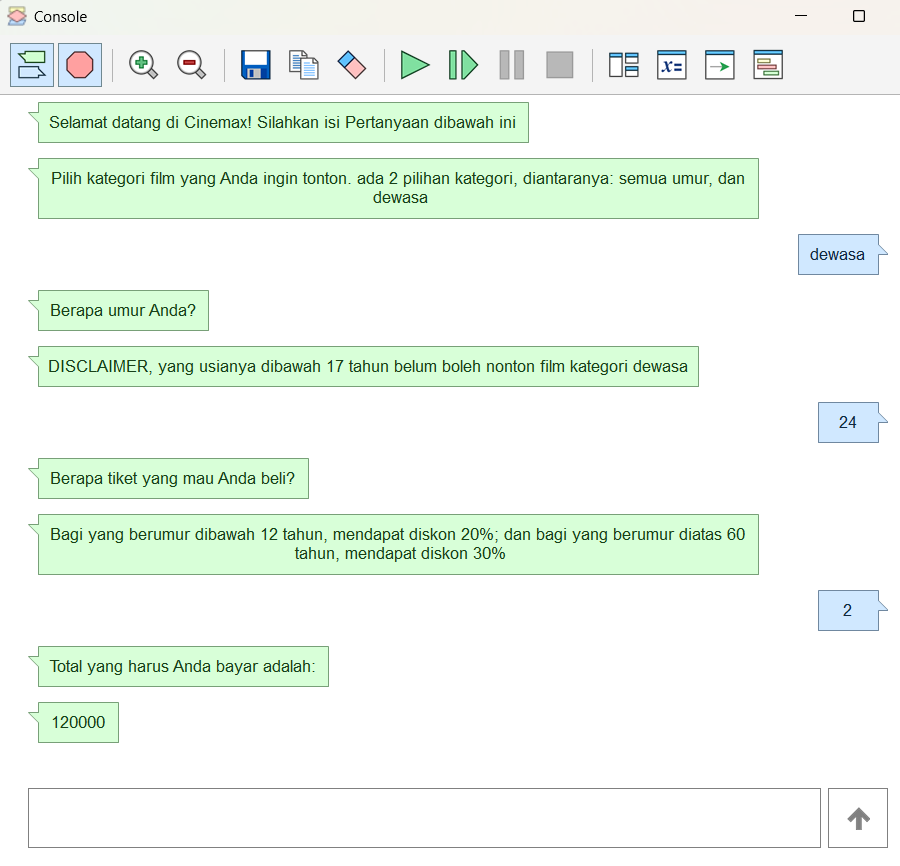 Console
Selamat datang di Cinemax! Silahkan isi Pertanyaan dibawah ini
Pilih kategori film yang Anda ingin tonton. ada 2 pilihan kategori, diantaranya: semua umur, dan
dewasa
dewasa
Berapa umur Anda?
DISCLAIMER, yang usianya dibawah 17 tahun belum boleh nonton film kategori dewasa
24
Berapa tiket yang mau Anda beli?
Bagi yang berumur dibawah 12 tahun, mendapat diskon 20%; dan bagi yang berumur diatas 60
tahun, mendapat diskon 30%
2
Total yang harus Anda bayar adalah:
120000